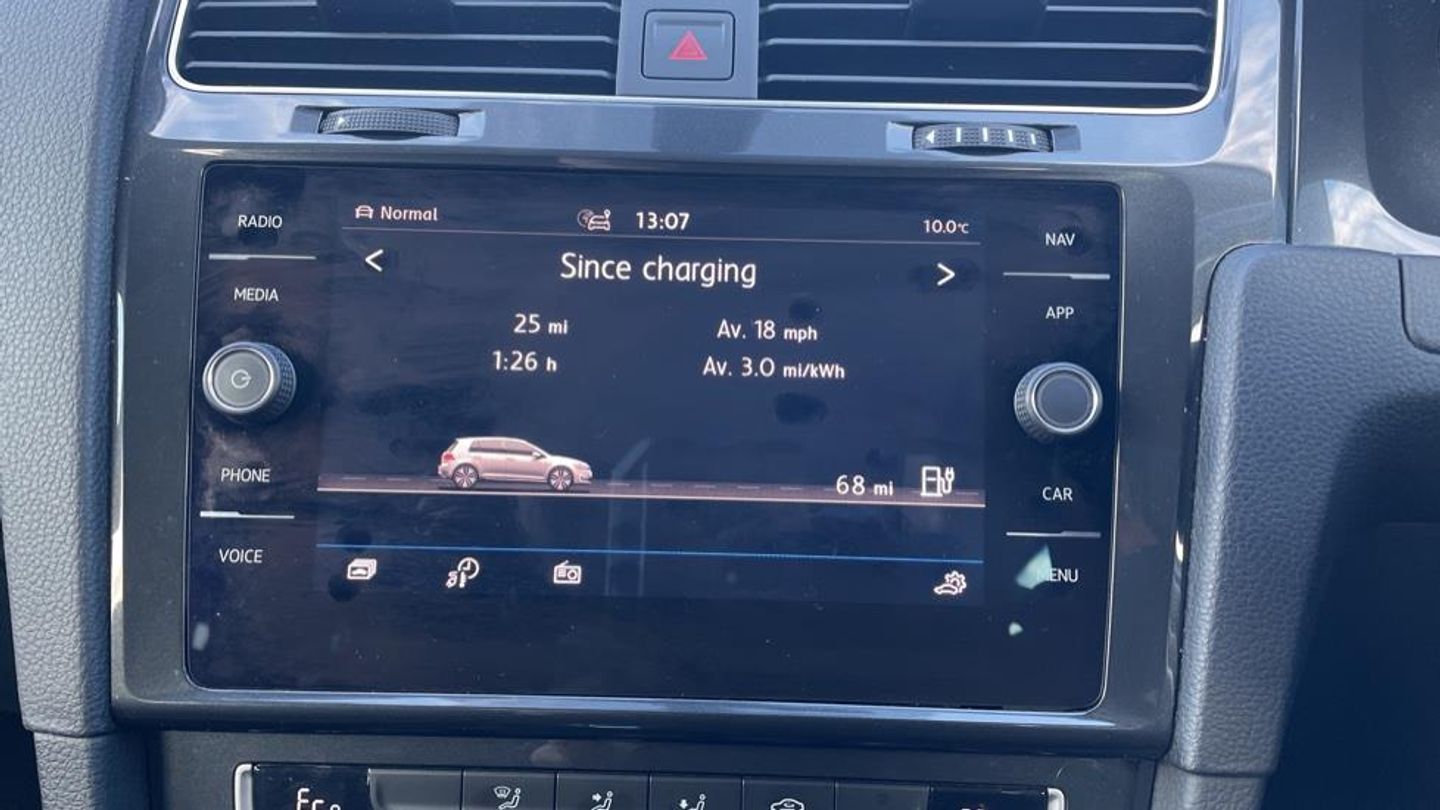 RADIO
MEDIA
PHONE
VOICE
Normal 13:07 10.0°C
Since charging
25 mi Av. 18 mph
1:26 h Av. 3.0 mi/kWh
68 mi
NAV
APP
CAR
MENU